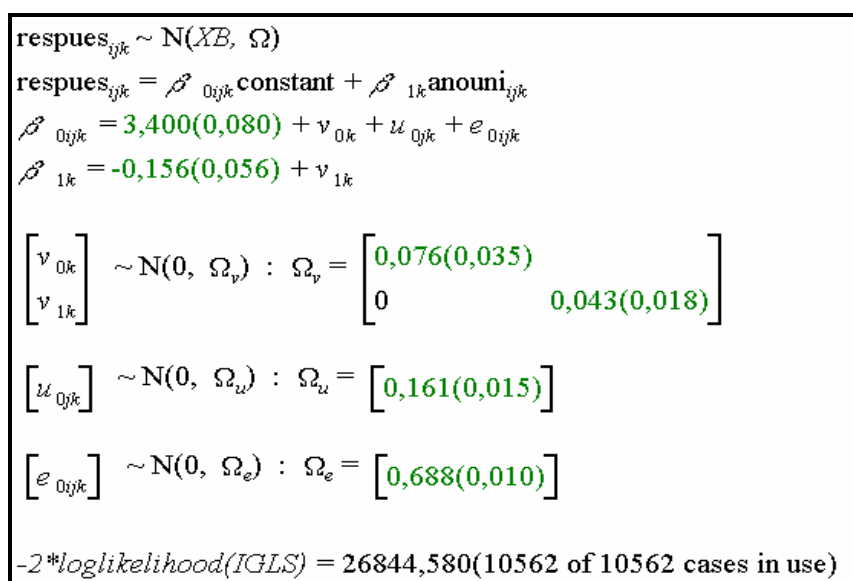 respues_ijk ~ N(XB, Ω)
respues_ijk = β_0ijk constant + β_1k anouni_ijk
β_0ijk = 3,400(0,080) + v_0k + u_0jk + e_0ijk
β_1k = -0,156(0,056) + v_1k
[v_0k v_1k] ~ N(0, Ω_v) : Ω_v = [0,076(0,035)
0 0,043(0,018)]
[u_0jk] ~ N(0, Ω_u) : Ω_u = [0,161(0,015)]
[e_0ijk] ~ N(0, Ω_e) : Ω_e = [0,688(0,010)]
-2*loglikelihood(IGLS) = 26844,580(10562 of 10562 cases in use)